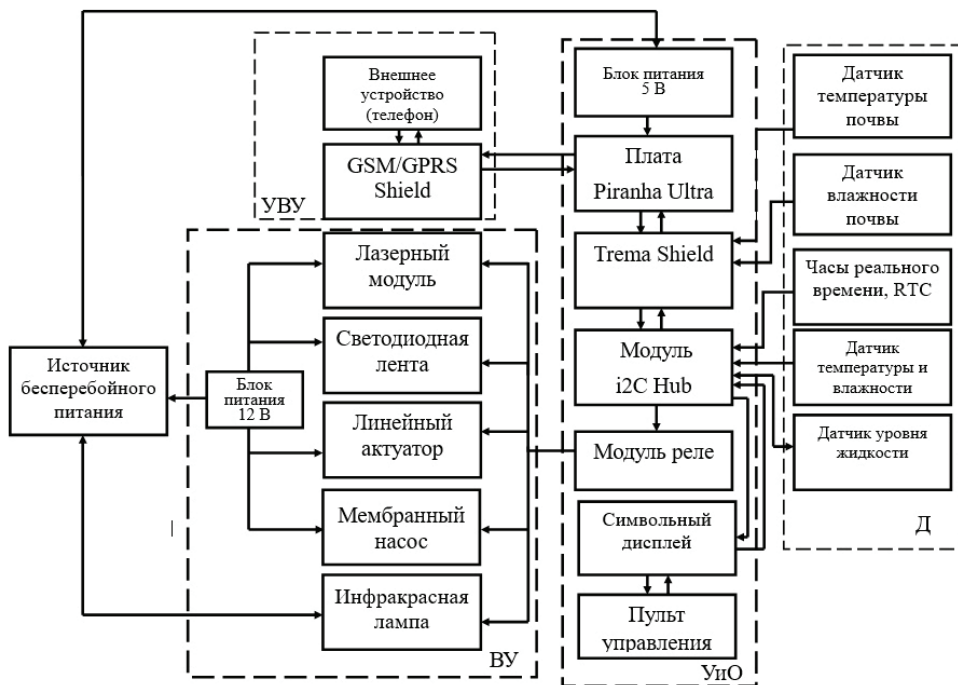 Внешнее
устройство
(телефон)
GSM/GPRS
Shield
УВУ
Блок питания
5 В
Плата
Piranha Ultra
Trema Shield
Модуль
i2C Hub
Модуль реле
Символьный
дисплей
Пульт
управления
УиО
Датчик
температуры
почвы
Датчик
влажности
почвы
Часы реального
времени, RTC
Датчик
температуры и
влажности
Датчик уровня
жидкости
Д
Источник
бесперебойного
питания
Блок
питания
12 В
Лазерный
модуль
Светодиодная
лента
Линейный
актуатор
Мембранный
насос
Инфракрасная
лампа
ВУ